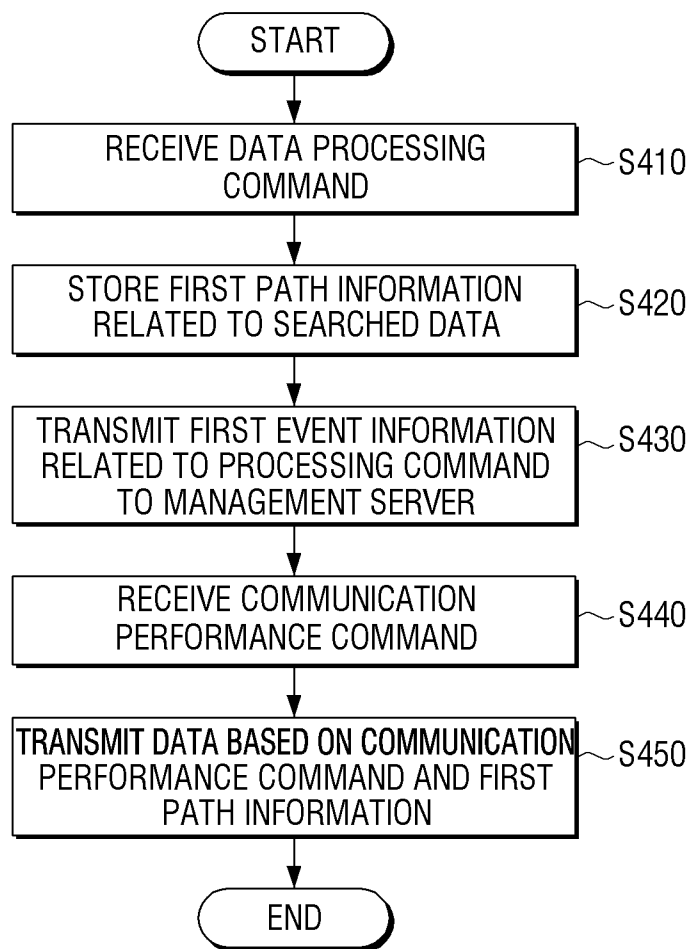 START
RECEIVE DATA PROCESSING
COMMAND
S410
STORE FIRST PATH INFORMATION
RELATED TO SEARCHED DATA
S420
TRANSMIT FIRST EVENT INFORMATION
RELATED TO PROCESSING COMMAND
TO MANAGEMENT SERVER
S430
RECEIVE COMMUNICATION
PERFORMANCE COMMAND
S440
TRANSMIT DATA BASED ON COMMUNICATION
PERFORMANCE COMMAND AND FIRST
PATH INFORMATION
S450
END